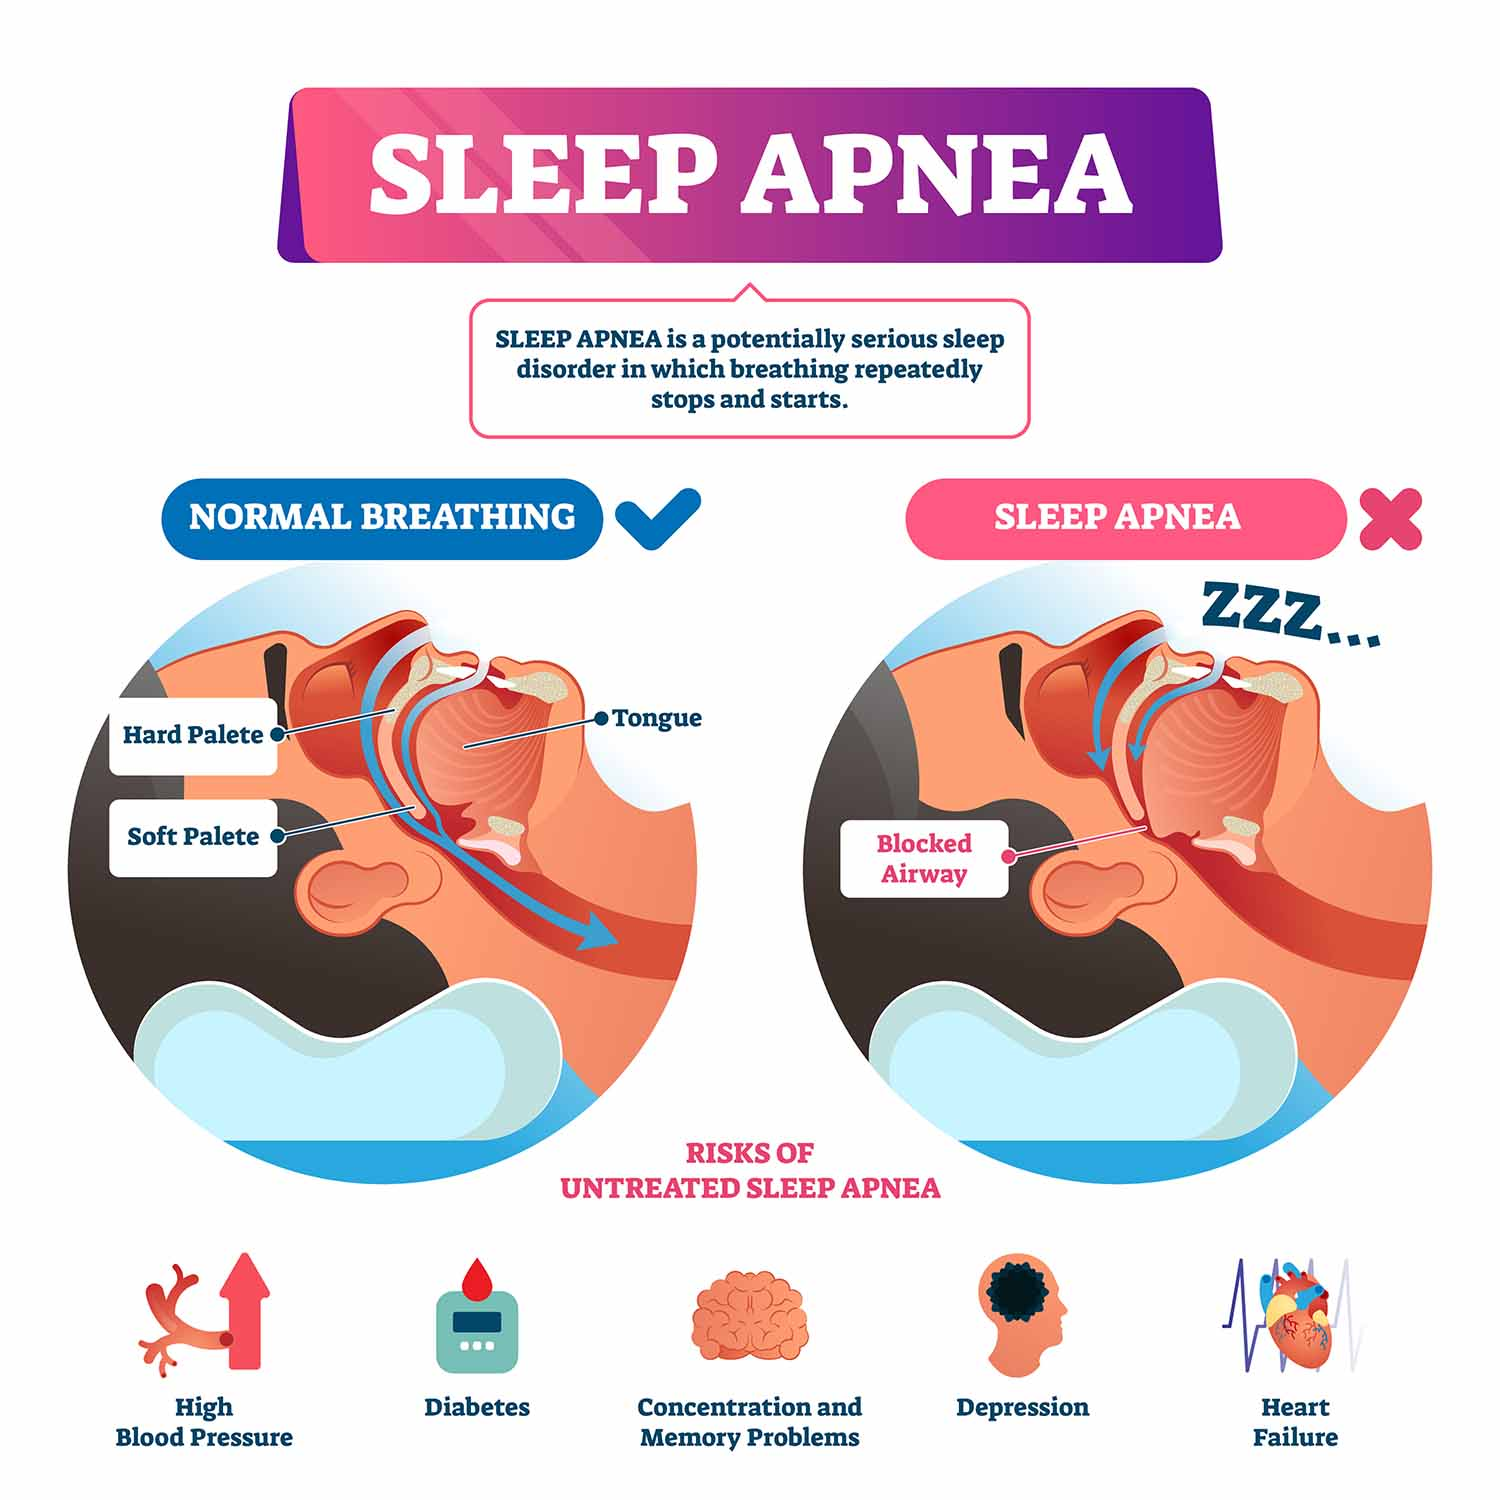 SLEEP APNEA
SLEEP APNEA is a potentially serious sleep
disorder in which breathing repeatedly
stops and starts.
NORMAL BREATHING
SLEEP APNEA
ZZZ...
Hard Palete
Tongue
Soft Palete
Blocked
Airway
RISKS OF
UNTREATED SLEEP APNEA
High
Blood Pressure
Diabetes
Concentration and
Memory Problems
Depression
Heart
Failure